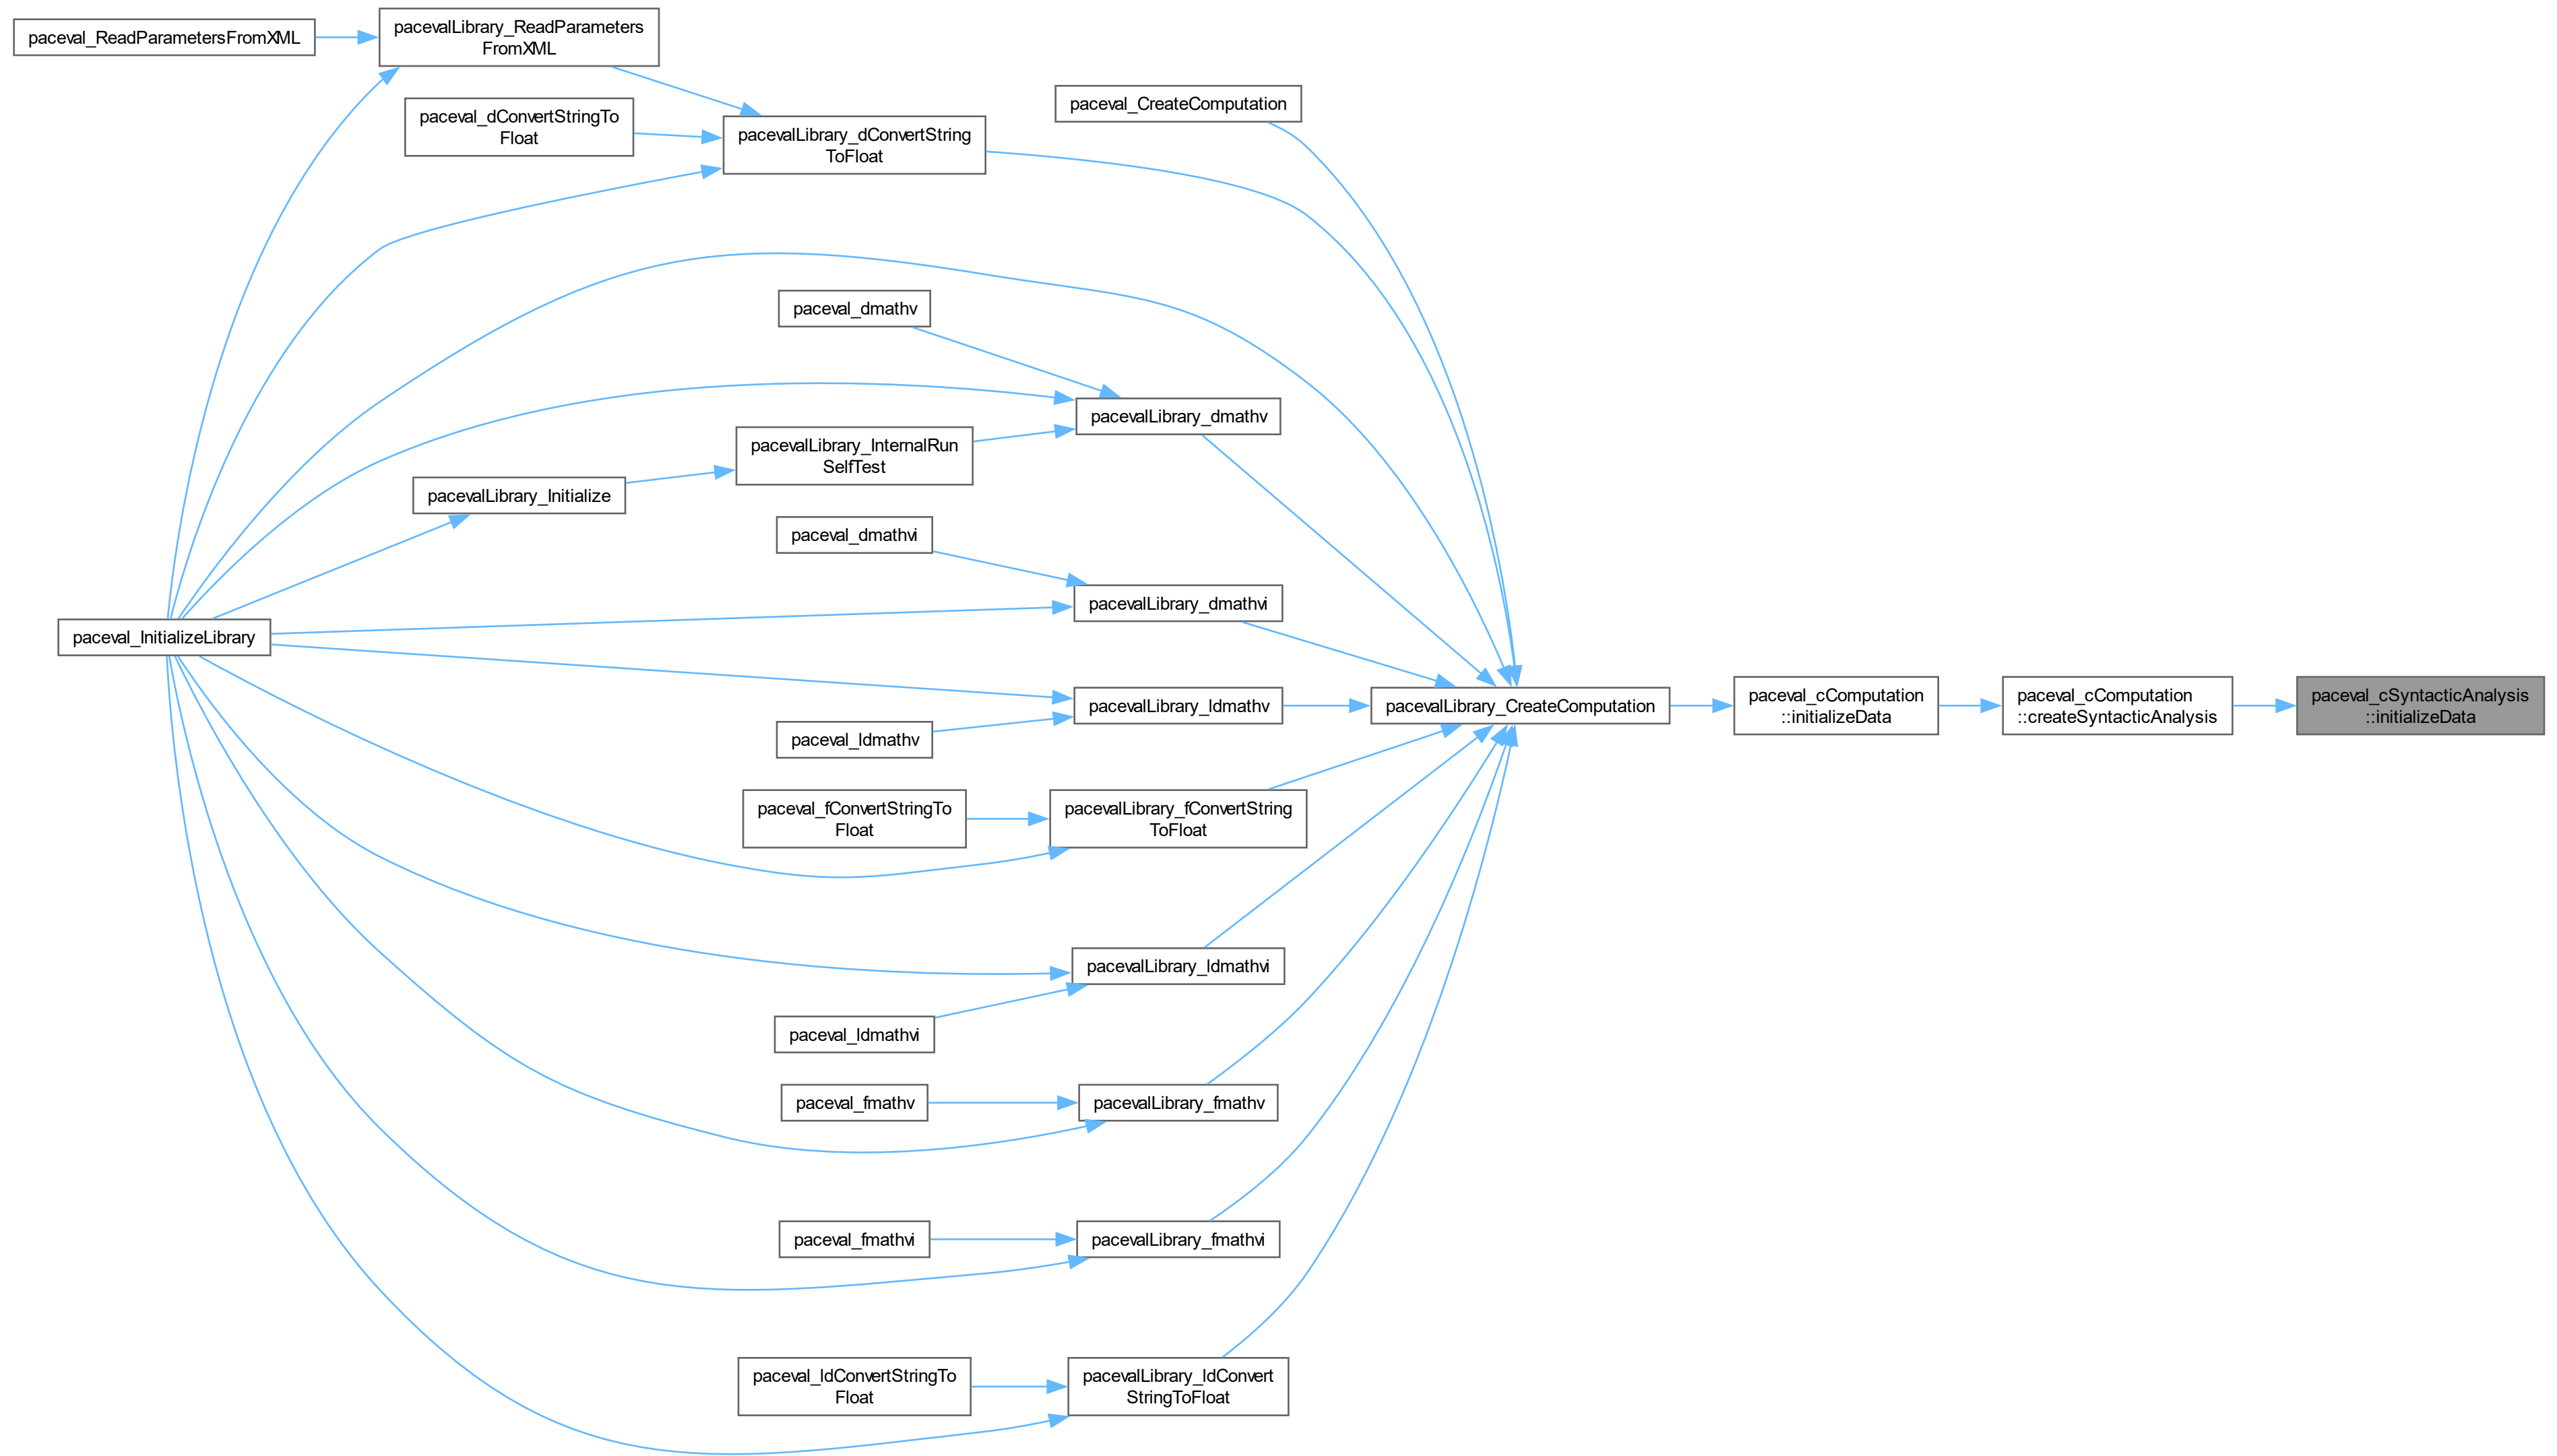 paceval_ReadParametersFromXML
pacevalLibrary_ReadParameters
FromXML
paceval_CreateComputation
paceval_dConvertStringTo
Float
pacevalLibrary_dConvertString
ToFloat
paceval_dmathv
pacevalLibrary_dmathv
pacevalLibrary_InternalRun
SelfTest
pacevalLibrary_Initialize
paceval_dmathvi
pacevalLibrary_dmathvi
paceval_InitializeLibrary
pacevalLibrary_ldmathv
paceval_ldmathv
pacevalLibrary_CreateComputation
paceval_cComputation
::initializeData
paceval_cComputation
::createSyntacticAnalysis
paceval_cSyntacticAnalysis
::initializeData
paceval_fConvertStringTo
Float
pacevalLibrary_fConvertString
ToFloat
pacevalLibrary_ldmathvi
paceval_ldmathvi
paceval_fmathv
pacevalLibrary_fmathv
paceval_fmathvi
pacevalLibrary_fmathvi
paceval_ldConvertStringTo
Float
pacevalLibrary_ldConvert
StringToFloat